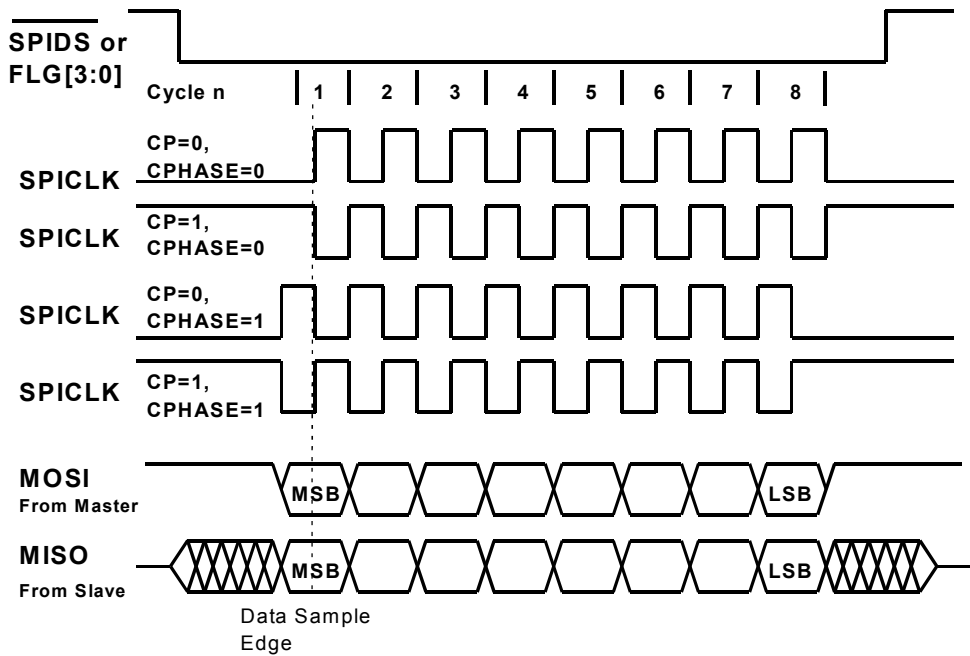 SPIDS or
FLG[3:0]
Cycle n 1 2 3 4 5 6 7 8
CP=0,
CPHASE=0
SPICLK
CP=1,
CPHASE=0
SPICLK
CP=0,
CPHASE=1
SPICLK
CP=1,
CPHASE=1
SPICLK
MOSI
From Master
MSB LSB
MISO
From Slave
MSB LSB
Data Sample
Edge